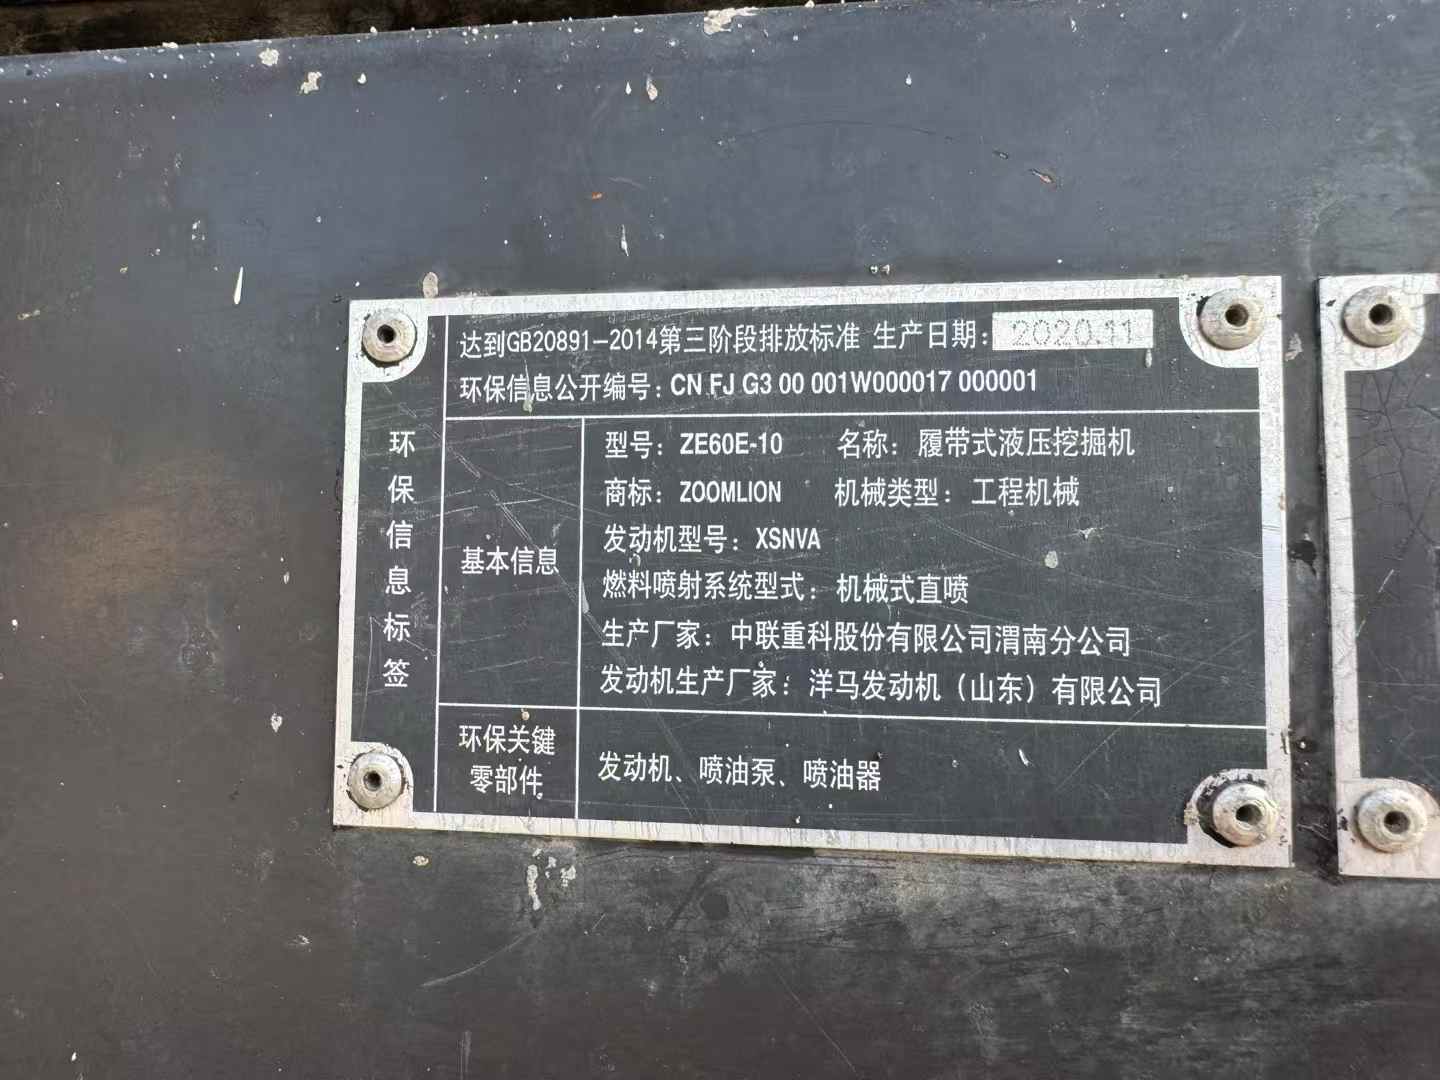 达到GB20891-2014第三阶段排放标准 生产日期：2020.11
环保信息公开编号：CN FJ G3 00 001W000017 000001
环保信息标签
基本信息
型号：ZE60E-10 名称：履带式液压挖掘机
商标：ZOOMLION 机械类型：工程机械
发动机型号：XSNVA
燃料喷射系统型式：机械式直喷
生产厂家：中联重科股份有限公司渭南分公司
发动机生产厂家：洋马发动机（山东）有限公司
环保关键
零部件
发动机、喷油泵、喷油器